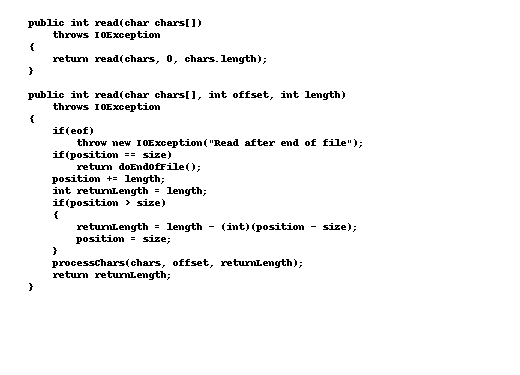 public int read(char chars[])
    throws IOException
{
    return read(chars, 0, chars.length);
}

public int read(char chars[], int offset, int length)
    throws IOException
{
    if(eof)
        throw new IOException("Read after end of file");
    if(position == size)
        return doEndOfFile();
    position += length;
    int returnLength = length;
    if(position > size)
    {
        returnLength = length - (int)(position - size);
        position = size;
    }
    processChars(chars, offset, returnLength);
    return returnLength;
}